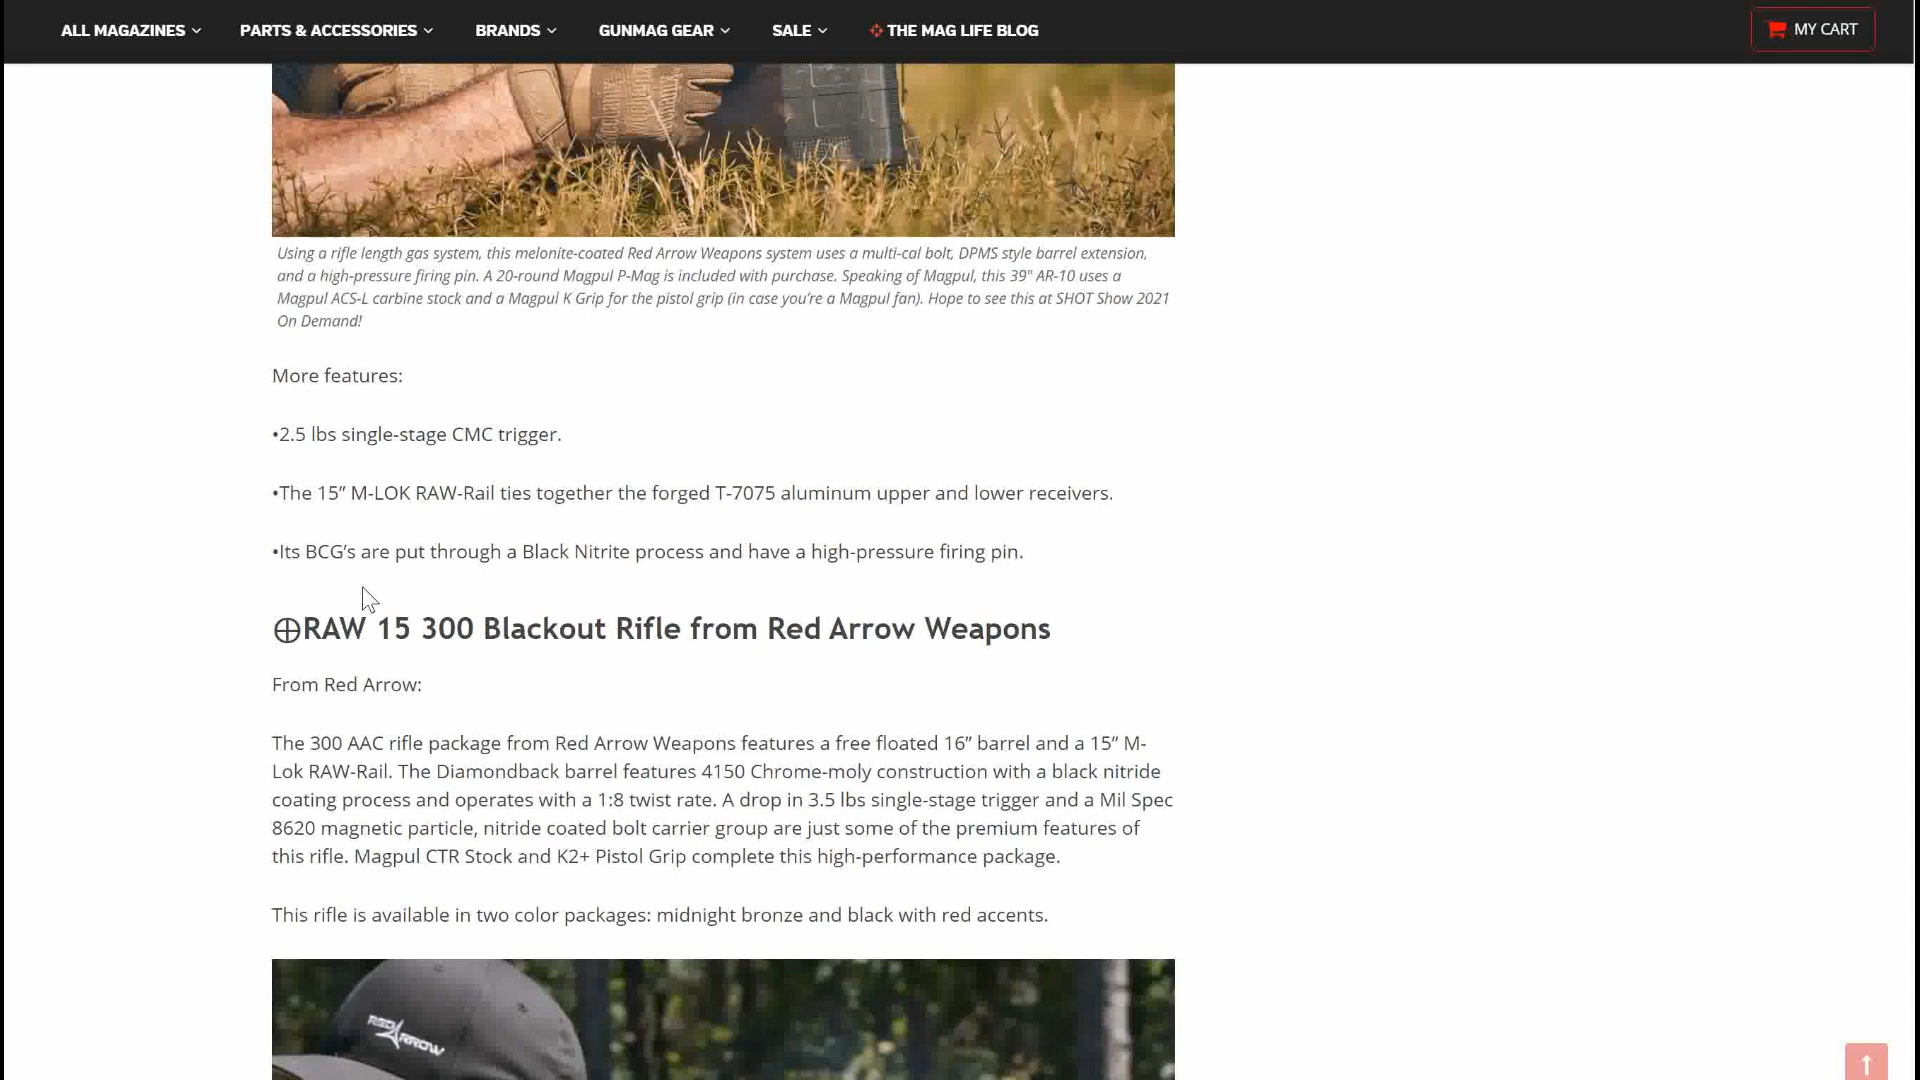 ALL MAGAZINES PARTS & ACCESSORIES BRANDS GUNMAG GEAR SALE THE MAG LIFE BLOG MY CART
Using a rifle length gas system, this melonite-coated Red Arrow Weapons system uses a multi-cal bolt, DPMS style barrel extension,
and a high-pressure firing pin. A 20-round Magpul P-Mag is included with purchase. Speaking of Magpul, this 39" AR-10 uses a
Magpul ACS-L carbine stock and a Magpul K Grip for the pistol grip (in case you’re a Magpul fan). Hope to see this at SHOT Show 2021
On Demand!
More features:
•2.5 lbs single-stage CMC trigger.
•The 15” M-LOK RAW-Rail ties together the forged T-7075 aluminum upper and lower receivers.
•Its BCG’s are put through a Black Nitrite process and have a high-pressure firing pin.
⨁RAW 15 300 Blackout Rifle from Red Arrow Weapons
From Red Arrow:
The 300 AAC rifle package from Red Arrow Weapons features a free floated 16” barrel and a 15” M-
Lok RAW-Rail. The Diamondback barrel features 4150 Chrome-moly construction with a black nitride
coating process and operates with a 1:8 twist rate. A drop in 3.5 lbs single-stage trigger and a Mil Spec
8620 magnetic particle, nitride coated bolt carrier group are just some of the premium features of
this rifle. Magpul CTR Stock and K2+ Pistol Grip complete this high-performance package.
This rifle is available in two color packages: midnight bronze and black with red accents.
RED ARROW